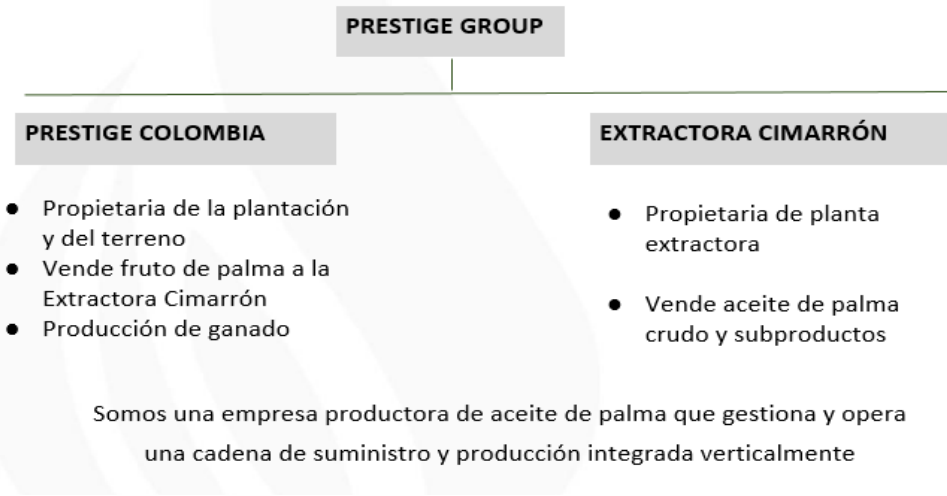 PRESTIGE GROUP
PRESTIGE COLOMBIA
● Propietaria de la plantación
y del terreno
● Vende fruto de palma a la
Extractora Cimarrón
● Producción de ganado
EXTRACTORA CIMARRÓN
● Propietaria de planta
extractora
● Vende aceite de palma
crudo y subproductos
Somos una empresa productora de aceite de palma que gestiona y opera
una cadena de suministro y producción integrada verticalmente